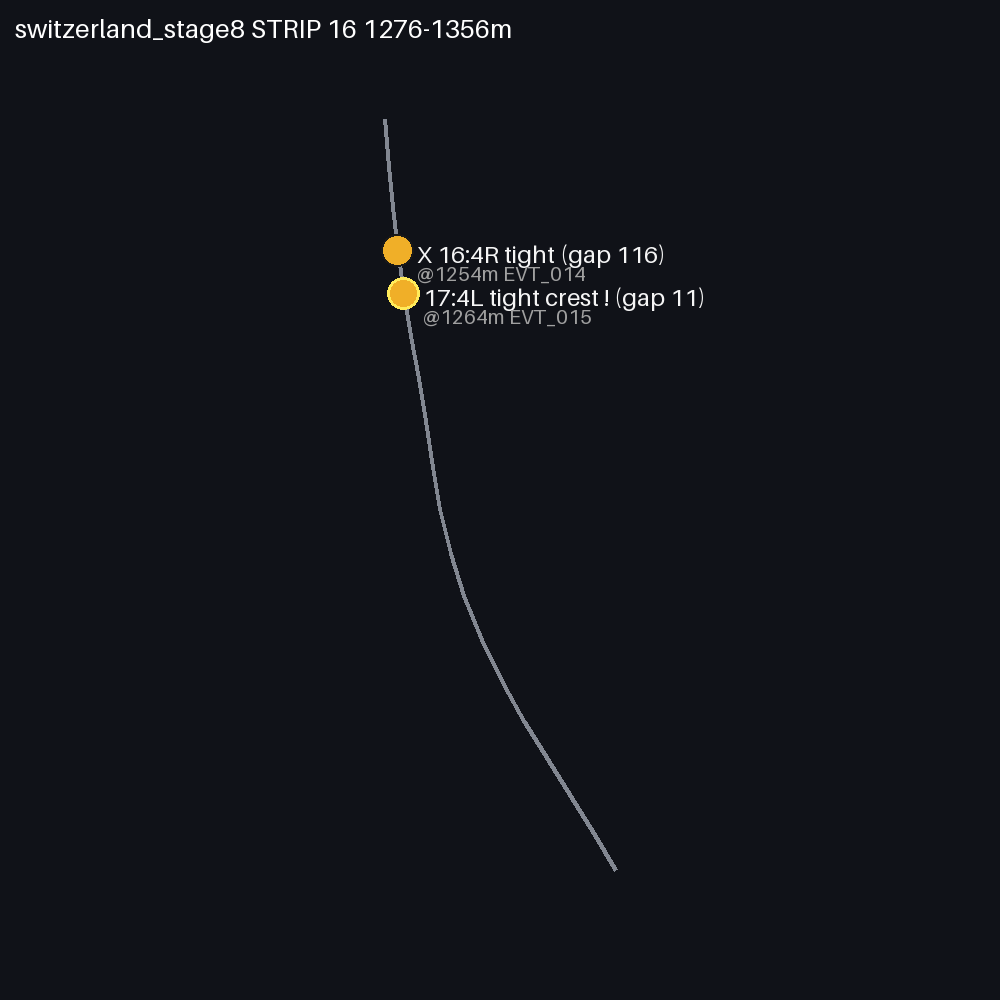 switzerland_stage8 STRIP 16 1276-1356m
X 16:4R tight (gap 116)
@1254m EVT_014
17:4L tight crest ! (gap 11)
@1264m EVT_015